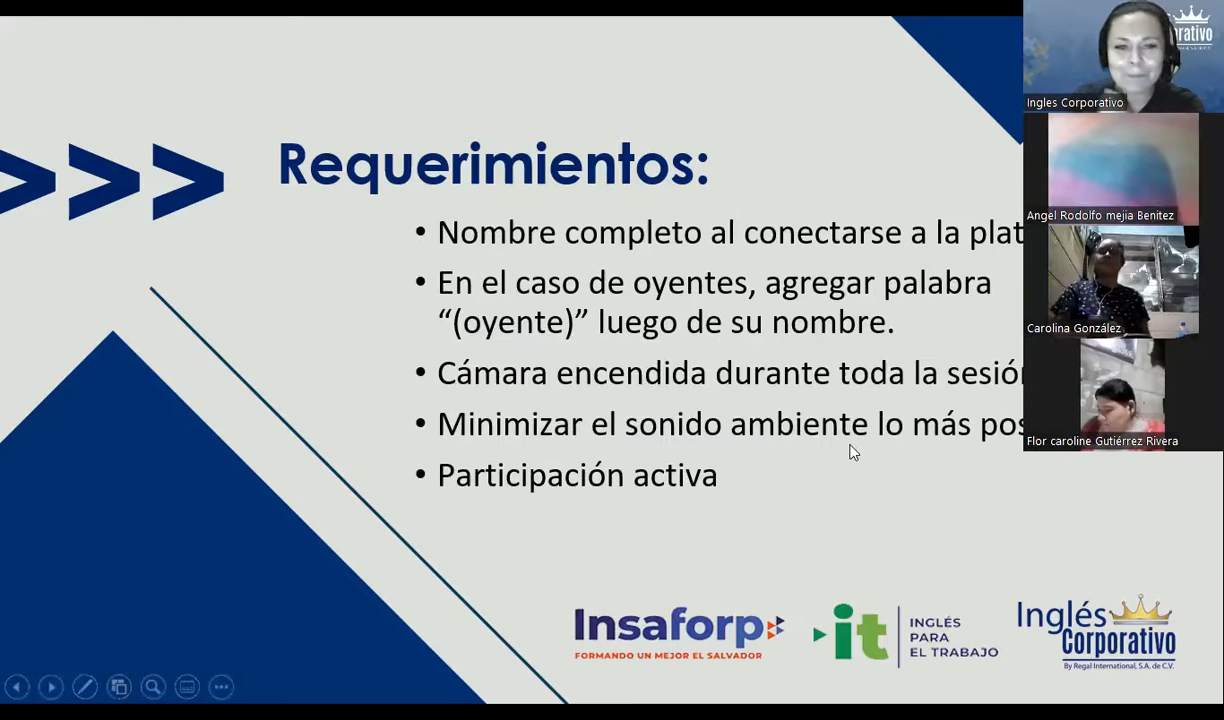 Requerimientos:
• Nombre completo al conectarse a la plat
• En el caso de oyentes, agregar palabra
“(oyente)” luego de su nombre.
• Cámara encendida durante toda la sesión
• Minimizar el sonido ambiente lo más pos
• Participación activa
Insaforp
FORMANDO UN MEJOR EL SALVADOR
it
INGLÉS
PARA
EL TRABAJO
Inglés
Corporativo
By Regal International, S.A. de C.V.
rativo
Ingles Corporativo
Angel Rodolfo mejia Benitez
Carolina González
Flor caroline Gutiérrez Rivera